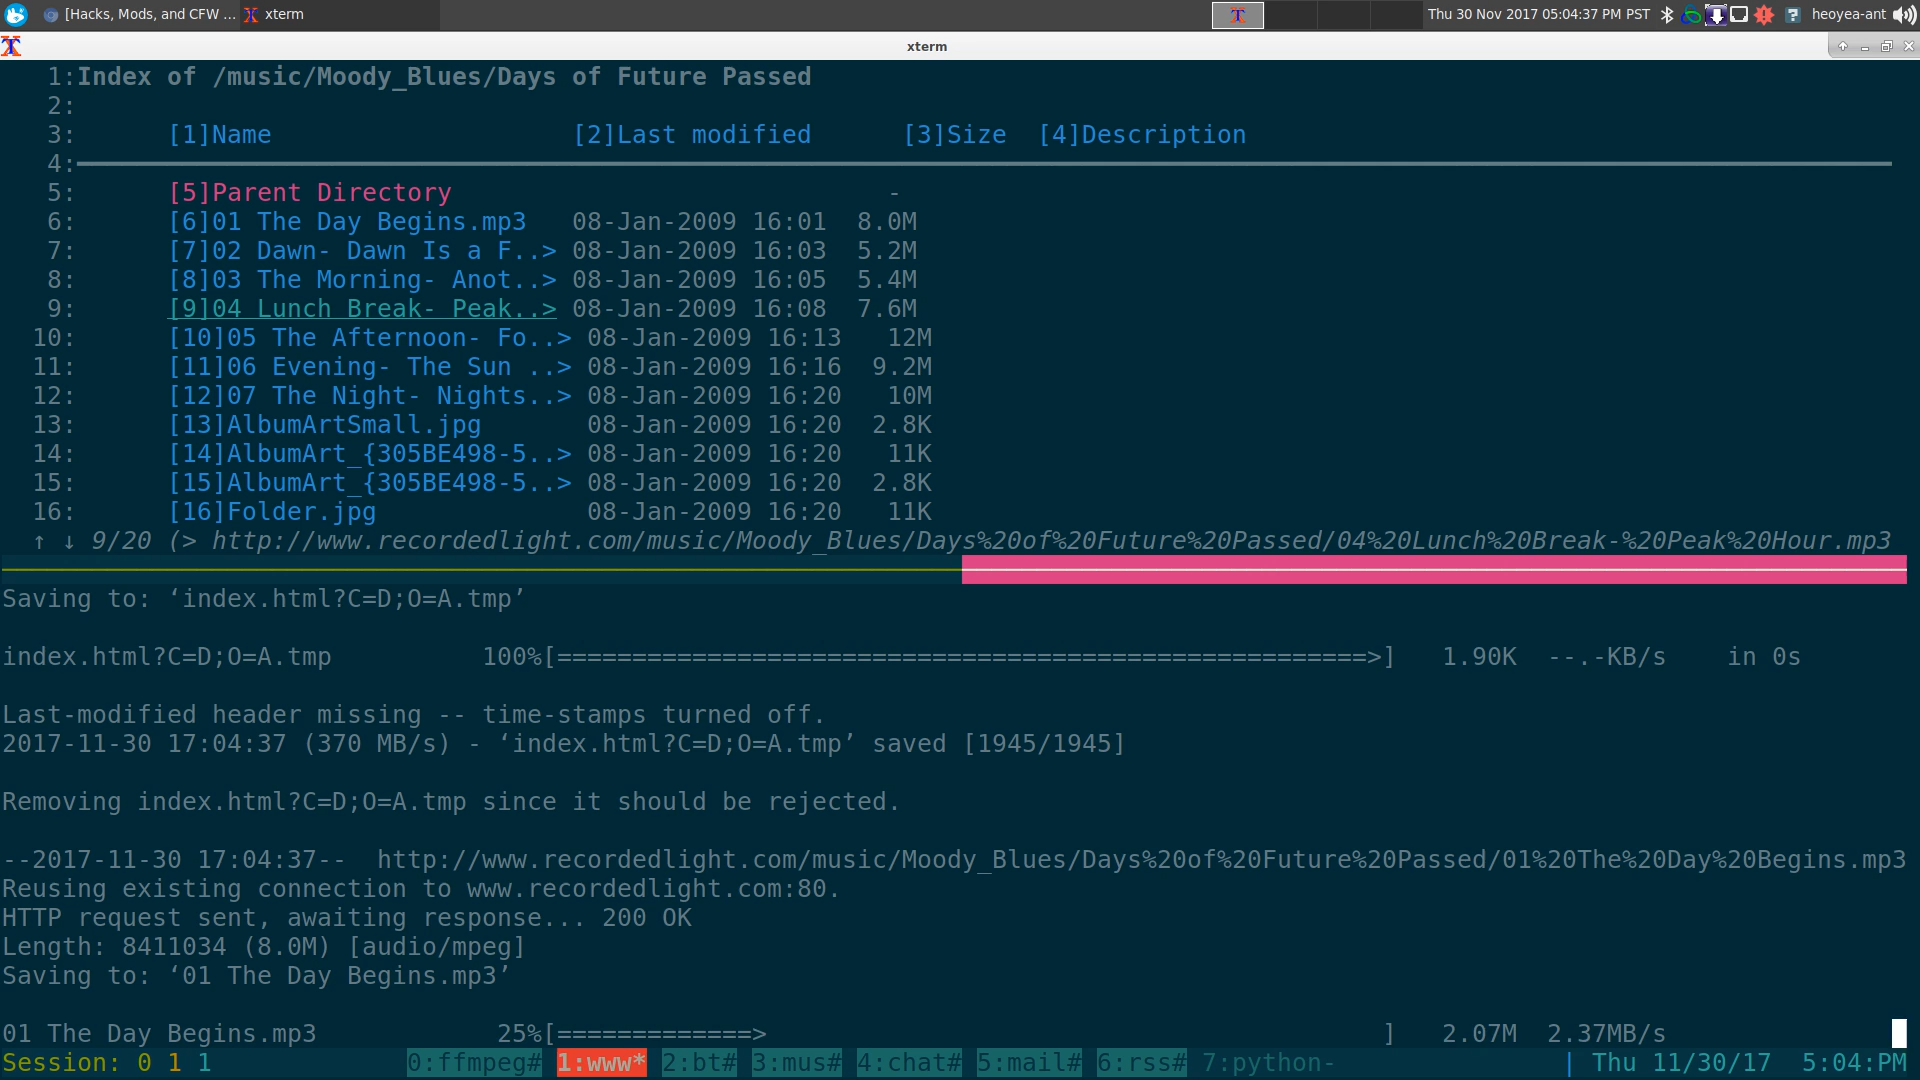 [Hacks, Mods, and CFW ... xterm Thu 30 Nov 2017 05:04:37 PM PST heoyea-ant
xterm
1:Index of /music/Moody_Blues/Days of Future Passed
2:
3: [1]Name [2]Last modified [3]Size [4]Description
4:
5: [5]Parent Directory -
6: [6]01 The Day Begins.mp3 08-Jan-2009 16:01 8.0M
7: [7]02 Dawn- Dawn Is a F..> 08-Jan-2009 16:03 5.2M
8: [8]03 The Morning- Anot..> 08-Jan-2009 16:05 5.4M
9: [9]04 Lunch Break- Peak..> 08-Jan-2009 16:08 7.6M
10: [10]05 The Afternoon- Fo..> 08-Jan-2009 16:13 12M
11: [11]06 Evening- The Sun ..> 08-Jan-2009 16:16 9.2M
12: [12]07 The Night- Nights..> 08-Jan-2009 16:20 10M
13: [13]AlbumArtSmall.jpg 08-Jan-2009 16:20 2.8K
14: [14]AlbumArt_{305BE498-5..> 08-Jan-2009 16:20 11K
15: [15]AlbumArt_{305BE498-5..> 08-Jan-2009 16:20 2.8K
16: [16]Folder.jpg 08-Jan-2009 16:20 11K
↑ ↓ 9/20 (> http://www.recordedlight.com/music/Moody_Blues/Days%20of%20Future%20Passed/04%20Lunch%20Break-%20Peak%20Hour.mp3
Saving to: ‘index.html?C=D;O=A.tmp’
index.html?C=D;O=A.tmp 100%[======================================================>] 1.90K --.-KB/s in 0s
Last-modified header missing -- time-stamps turned off.
2017-11-30 17:04:37 (370 MB/s) - ‘index.html?C=D;O=A.tmp’ saved [1945/1945]
Removing index.html?C=D;O=A.tmp since it should be rejected.
--2017-11-30 17:04:37-- http://www.recordedlight.com/music/Moody_Blues/Days%20of%20Future%20Passed/01%20The%20Day%20Begins.mp3
Reusing existing connection to www.recordedlight.com:80.
HTTP request sent, awaiting response... 200 OK
Length: 8411034 (8.0M) [audio/mpeg]
Saving to: ‘01 The Day Begins.mp3’
01 The Day Begins.mp3 25%[=============> ] 2.07M 2.37MB/s
Session: 0 1 1 0:ffmpeg# 1:www* 2:bt# 3:mus# 4:chat# 5:mail# 6:rss# 7:python- | Thu 11/30/17 5:04:PM